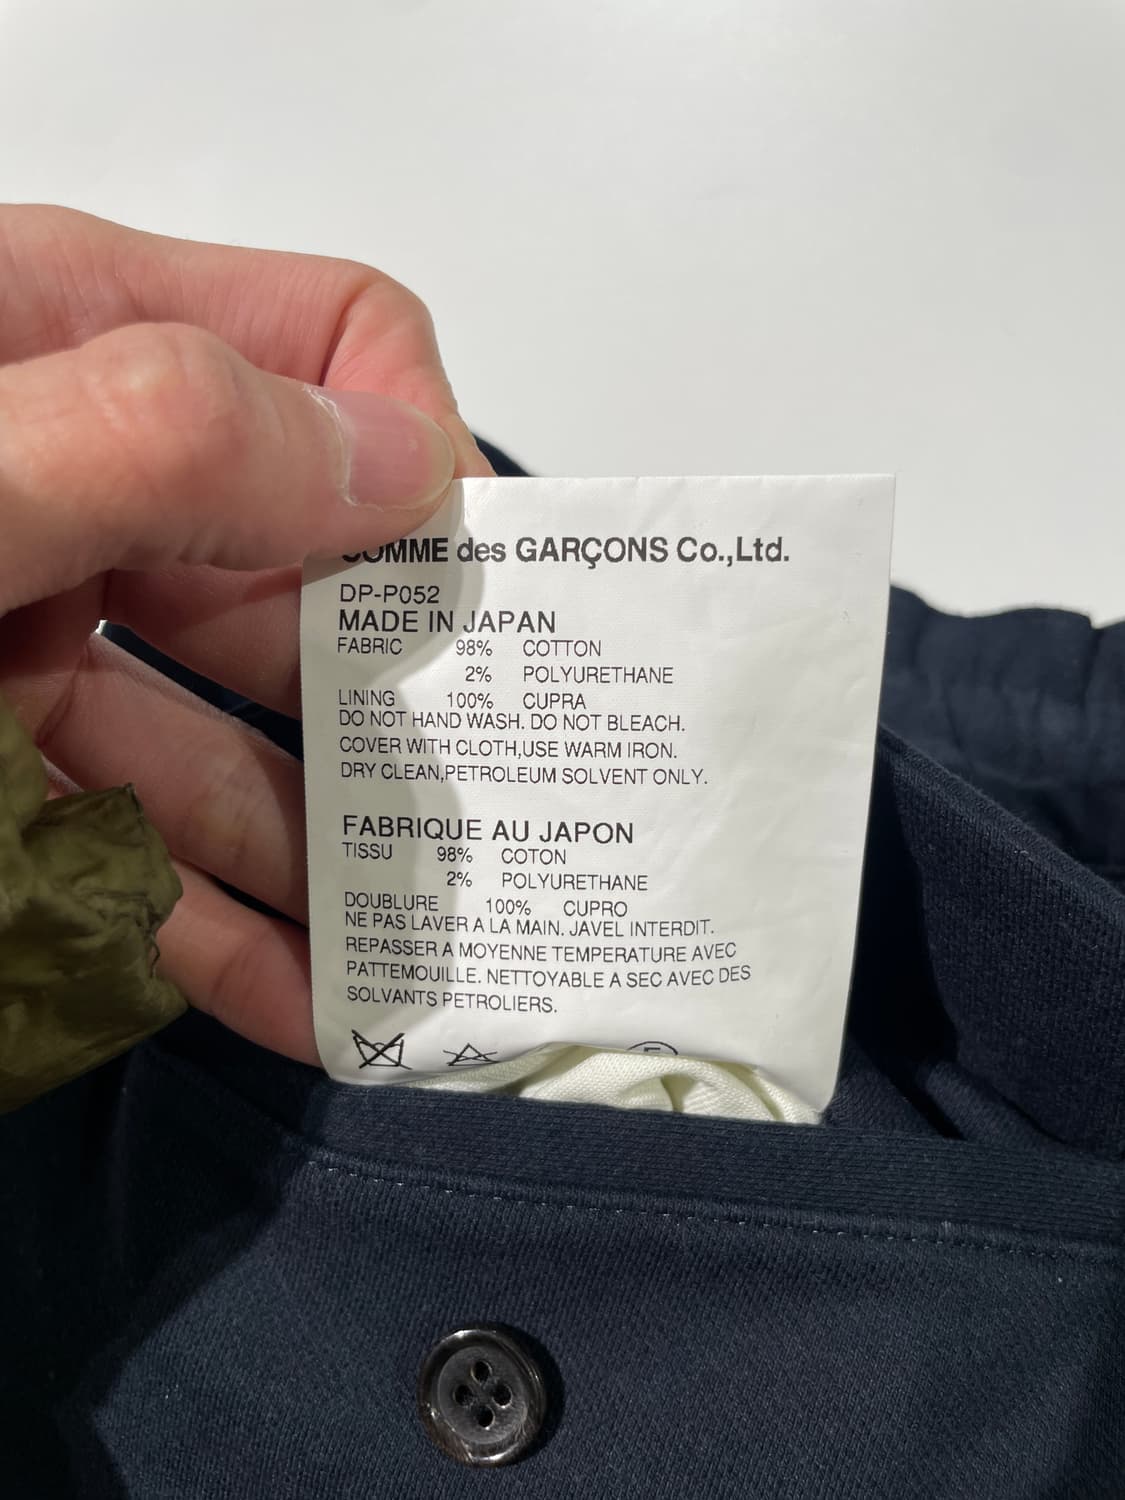 COMME des GARÇONS Co.,Ltd.
DP-P052
MADE IN JAPAN
FABRIC 98% COTTON
2% POLYURETHANE
LINING 100% CUPRA
DO NOT HAND WASH. DO NOT BLEACH.
COVER WITH CLOTH,USE WARM IRON.
DRY CLEAN,PETROLEUM SOLVENT ONLY.
FABRIQUE AU JAPON
TISSU 98% COTON
2% POLYURETHANE
DOUBLURE 100% CUPRO
NE PAS LAVER A LA MAIN. JAVEL INTERDIT.
REPASSER A MOYENNE TEMPERATURE AVEC
PATTEMOUILLE. NETTOYABLE A SEC AVEC DES
SOLVANTS PETROLIERS.